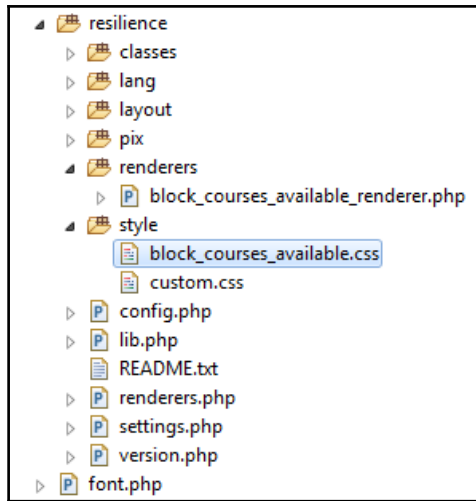 resilience
classes
lang
layout
pix
renderers
block_courses_available_renderer.php
style
block_courses_available.css
custom.css
config.php
lib.php
README.txt
renderers.php
settings.php
version.php
font.php